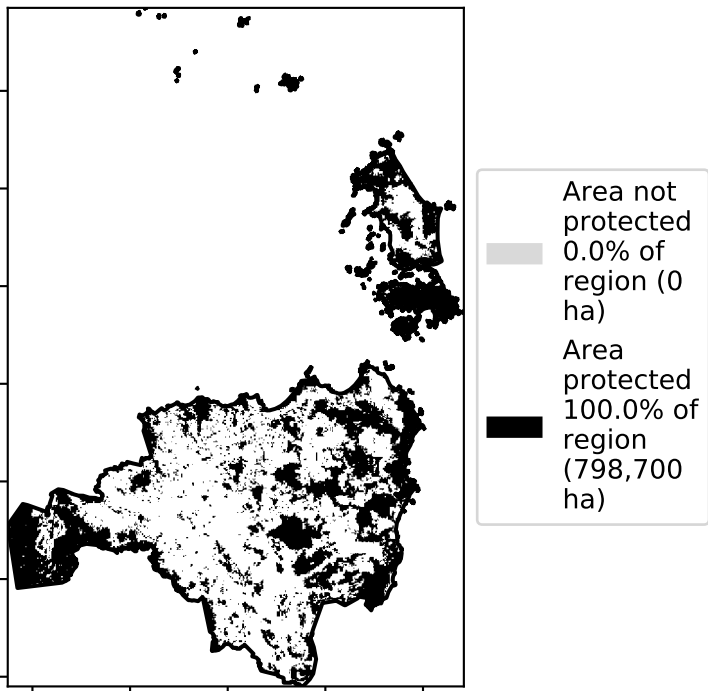 Area not
protected
0.0% of
region (0
ha)
Area
protected
100.0% of
region
(798,700
ha)